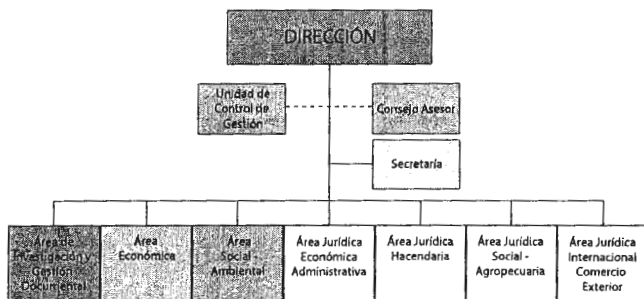 DIRECCIÓN
Unidad de
Control de
Gestión
Consejo Asesor
Secretaría
Área de
Investigación y
Gestión
Documental
Área
Económica
Área
Social -
Ambiental
Área Jurídica
Económica
Administrativa
Área Jurídica
Hacendaria
Área Jurídica
Social -
Agropecuaria
Área Jurídica
Internacional
Comercio
Exterior